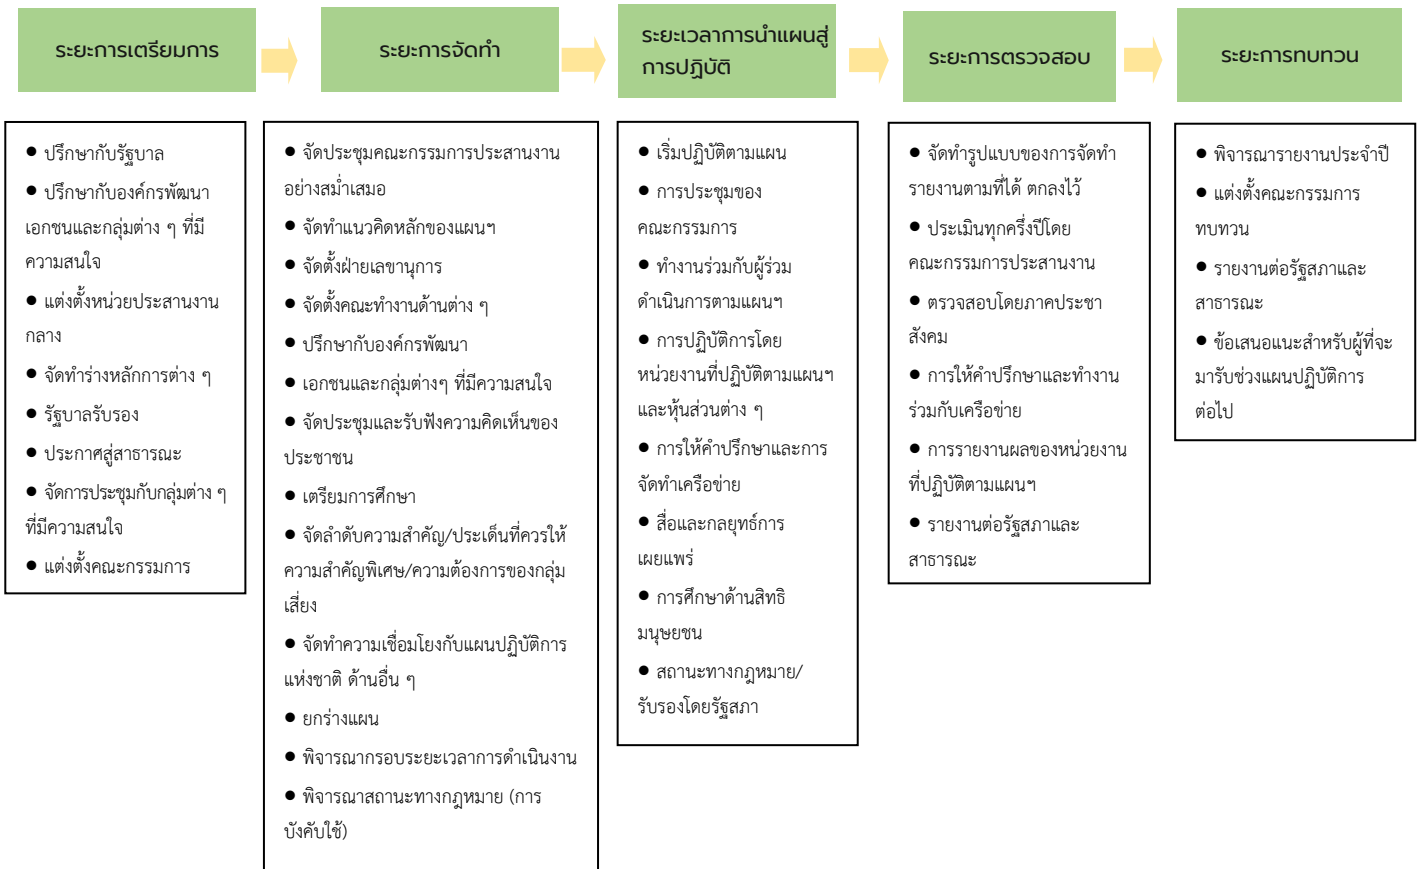 ระยะการเตรียมการ
ระยะการจัดทำ
ระยะเวลาการนำแผนสู่
การปฏิบัติ
ระยะการตรวจสอบ
ระยะการทบทวน
● ปรึกษากับรัฐบาล
● ปรึกษากับองค์กรพัฒนา
เอกชนและกลุ่มต่าง ๆ ที่มี
ความสนใจ
● แต่งตั้งหน่วยประสานงาน
กลาง
● จัดทำร่างหลักการต่าง ๆ
● รัฐบาลรับรอง
● ประกาศสู่สาธารณะ
● จัดการประชุมกับกลุ่มต่าง ๆ
ที่มีความสนใจ
● แต่งตั้งคณะกรรมการ
● จัดประชุมคณะกรรมการประสานงาน
อย่างสม่ำเสมอ
● จัดทำแนวคิดหลักของแผนฯ
● จัดตั้งฝ่ายเลขานุการ
● จัดตั้งคณะทำงานด้านต่าง ๆ
● ปรึกษากับองค์กรพัฒนา
● เอกชนและกลุ่มต่างๆ ที่มีความสนใจ
● จัดประชุมและรับฟังความคิดเห็นของ
ประชาชน
● เตรียมการศึกษา
● จัดลำดับความสำคัญ/ประเด็นที่ควรให้
ความสำคัญพิเศษ/ความต้องการของกลุ่ม
เสี่ยง
● จัดทำความเชื่อมโยงกับแผนปฏิบัติการ
แห่งชาติ ด้านอื่น ๆ
● ยกร่างแผน
● พิจารณากรอบระยะเวลาการดำเนินงาน
● พิจารณาสถานะทางกฎหมาย (การ
บังคับใช้)
● เริ่มปฏิบัติตามแผน
● การประชุมของ
คณะกรรมการ
● ทำงานร่วมกับผู้ร่วม
ดำเนินการตามแผนฯ
● การปฏิบัติการโดย
หน่วยงานที่ปฏิบัติตามแผนฯ
และหุ้นส่วนต่าง ๆ
● การให้คำปรึกษาและการ
จัดทำเครือข่าย
● สื่อและกลยุทธ์การ
เผยแพร่
● การศึกษาด้านสิทธิ
มนุษยชน
● สถานะทางกฎหมาย/
รับรองโดยรัฐสภา
● จัดทำรูปแบบของการจัดทำ
รายงานตามที่ได้ ตกลงไว้
● ประเมินทุกครึ่งปีโดย
คณะกรรมการประสานงาน
● ตรวจสอบโดยภาคประชา
สังคม
● การให้คำปรึกษาและทำงาน
ร่วมกับเครือข่าย
● การรายงานผลของหน่วยงาน
ที่ปฏิบัติตามแผนฯ
● รายงานต่อรัฐสภาและ
สาธารณะ
● พิจารณารายงานประจำปี
● แต่งตั้งคณะกรรมการ
ทบทวน
● รายงานต่อรัฐสภาและ
สาธารณะ
● ข้อเสนอแนะสำหรับผู้ที่จะ
มารับช่วงแผนปฏิบัติการ
ต่อไป